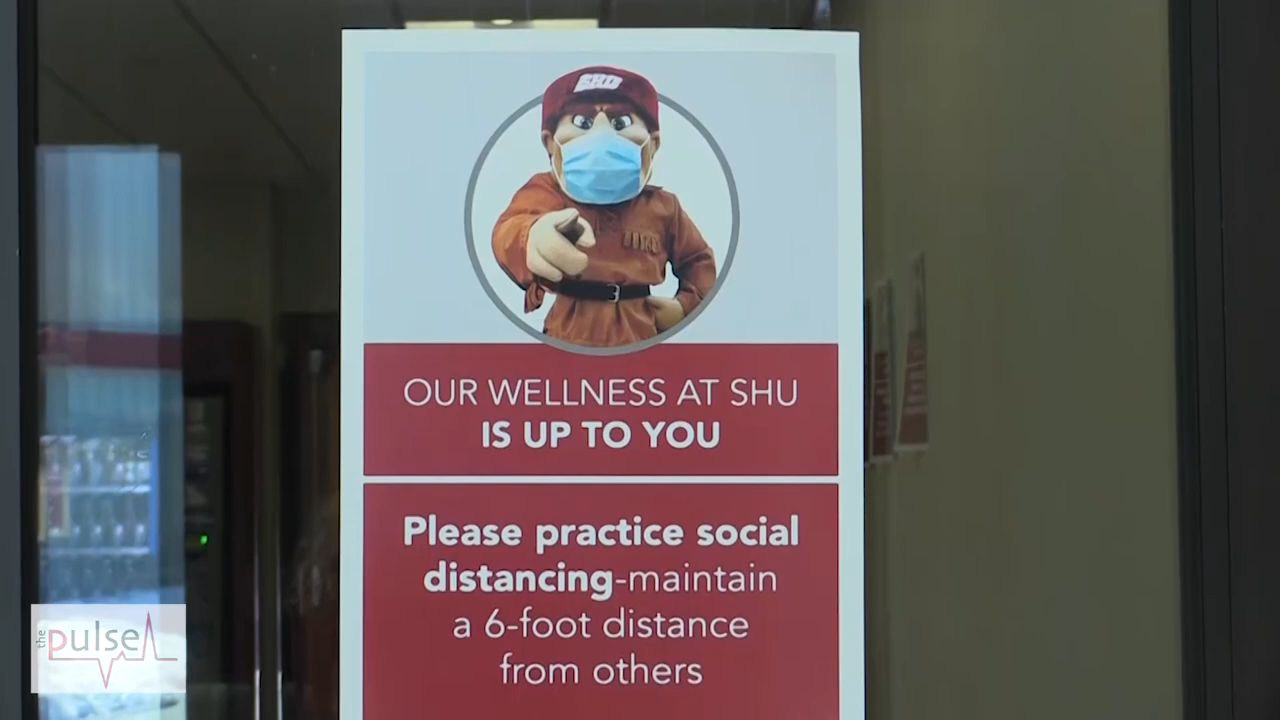 SHU
OUR WELLNESS AT SHU
IS UP TO YOU
Please practice social
distancing-maintain
a 6-foot distance
from others
the pulse